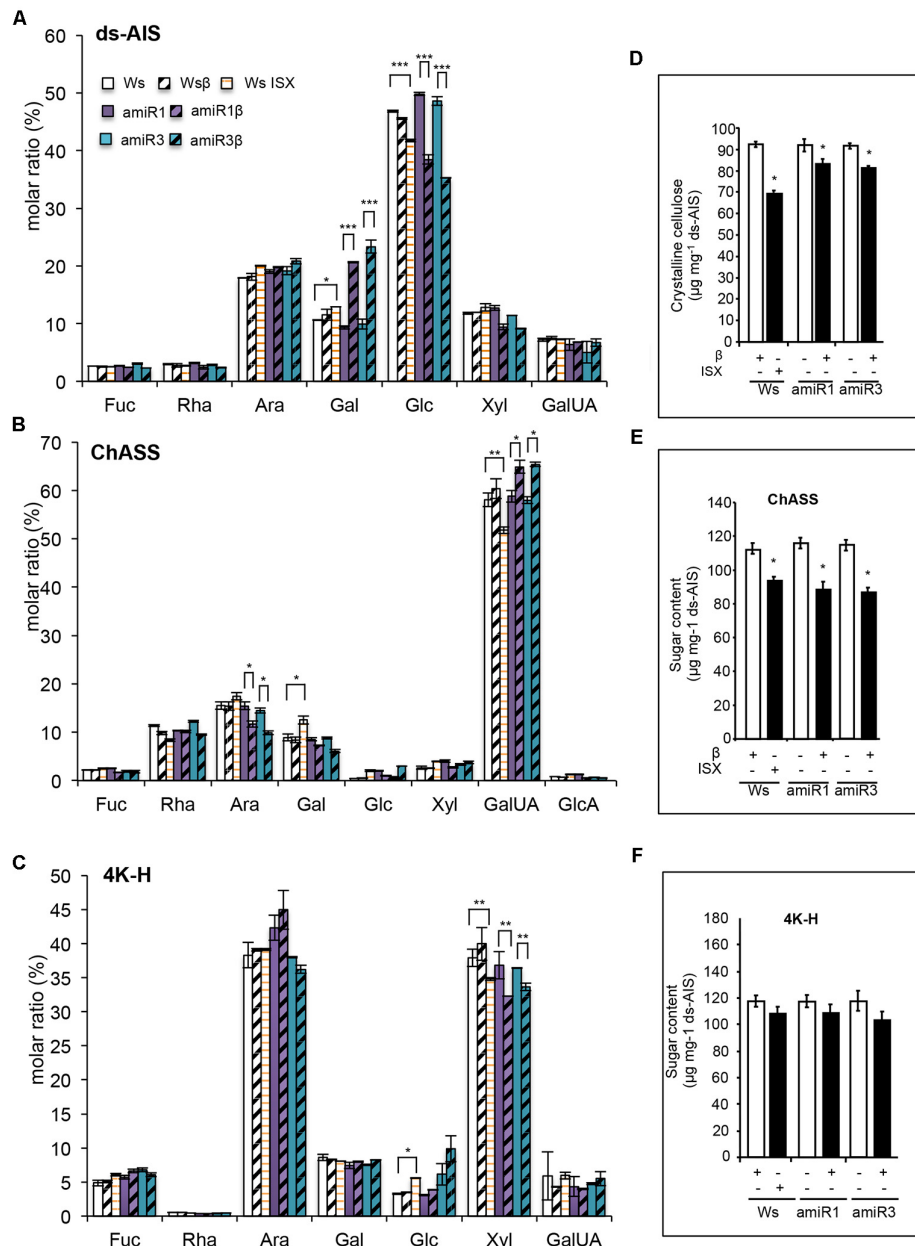 A
ds-AIS
molar ratio (%)
60
50
40
30
20
10
0
Ws
Wsβ
Ws ISX
amiR1
amiR1β
amiR3
amiR3β
*
***
***
***
***
***
Fuc
Rha
Ara
Gal
Glc
Xyl
GalUA
B
ChASS
molar ratio (%)
70
60
50
40
30
20
10
0
*
*
*
**
*
*
Fuc
Rha
Ara
Gal
Glc
Xyl
GalUA
GlcA
C
4K-H
molar ratio (%)
50
45
40
35
30
25
20
15
10
5
0
*
**
**
**
Fuc
Rha
Ara
Gal
Glc
Xyl
GalUA
D
Crystalline cellulose
(µg mg-1 ds-AIS)
100
90
80
70
60
50
40
30
20
10
0
*
*
*
β + - - + - +
ISX - + - - - -
Ws amiR1 amiR3
E
ChASS
Sugar content
(µg mg-1 ds-AIS)
140
120
100
80
60
40
20
0
*
*
*
β + - - + - +
ISX - + - - - -
Ws amiR1 amiR3
F
4K-H
Sugar content
(µg mg-1 ds-AIS)
180
160
140
120
100
80
60
40
20
0
+ - - + - +
- + - - - -
Ws amiR1 amiR3